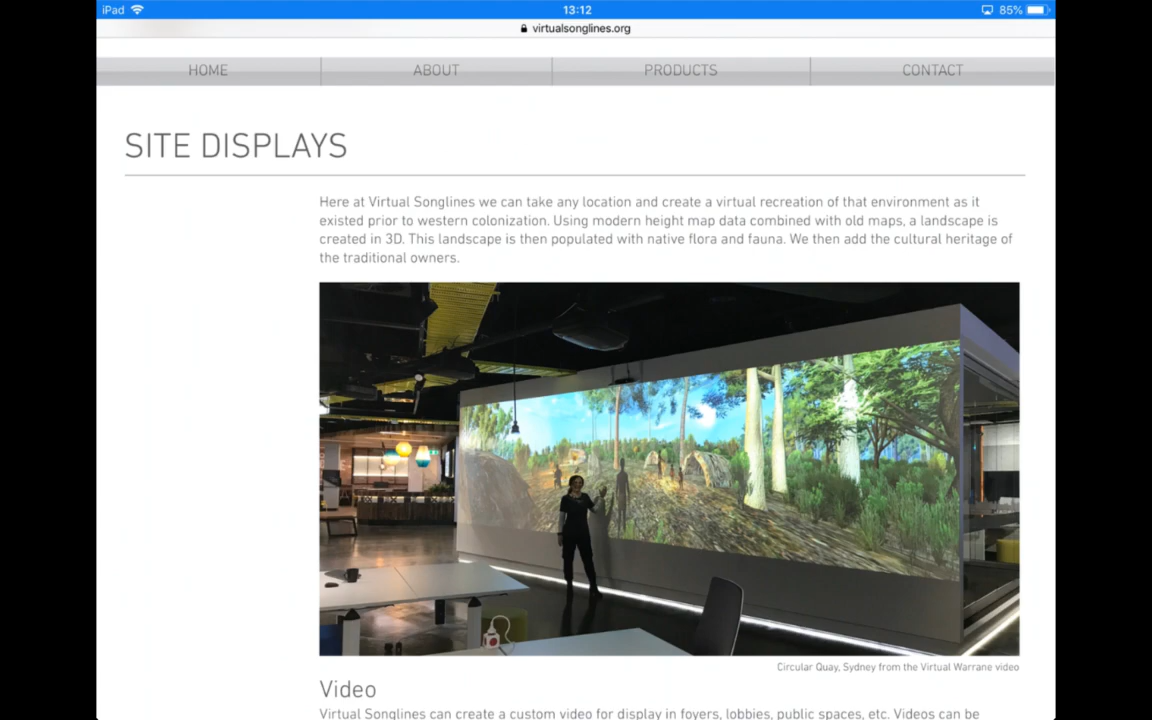 iPad 13:12 85%
virtualsonglines.org
HOME ABOUT PRODUCTS CONTACT
SITE DISPLAYS
Here at Virtual Songlines we can take any location and create a virtual recreation of that environment as it
existed prior to western colonization. Using modern height map data combined with old maps, a landscape is
created in 3D. This landscape is then populated with native flora and fauna. We then add the cultural heritage of
the traditional owners.
Circular Quay, Sydney from the Virtual Warrane video
Video
Virtual Songlines can create a custom video for display in foyers, lobbies, public spaces, etc. Videos can be